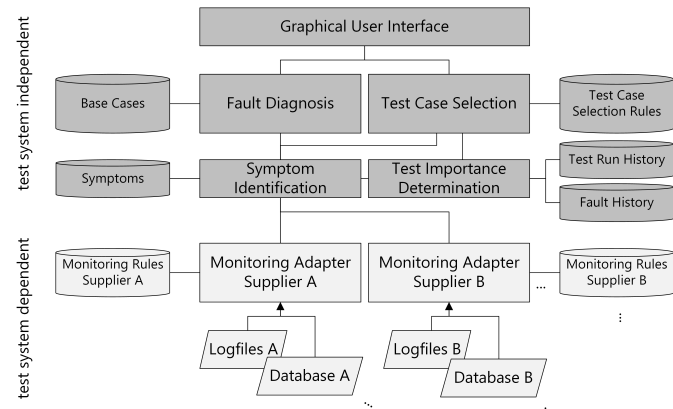 test system independent
Graphical User Interface
Base Cases
Fault Diagnosis
Test Case Selection
Test Case
Selection Rules
Symptoms
Symptom
Identification
Test Importance
Determination
Test Run History
Fault History
test system dependent
Monitoring Rules
Supplier A
Monitoring Adapter
Supplier A
Monitoring Adapter
Supplier B
...
Monitoring Rules
Supplier B
...
Logfiles A
Database A
Logfiles B
Database B
...